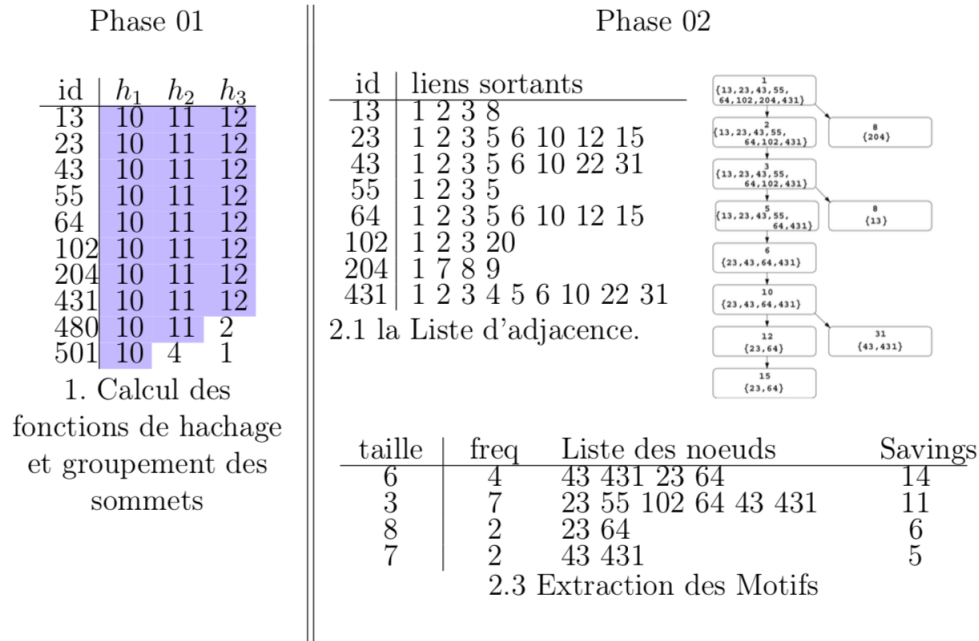 Phase 01
id h1 h2 h3
13 10 11 12
23 10 11 12
43 10 11 12
55 10 11 12
64 10 11 12
102 10 11 12
204 10 11 12
431 10 11 12
480 10 11 2
501 10 4 1
1. Calcul des
fonctions de hachage
et groupement des
sommets
Phase 02
id liens sortants
13 1 2 3 8
23 1 2 3 5 6 10 12 15
43 1 2 3 5 6 10 22 31
55 1 2 3 5
64 1 2 3 5 6 10 12 15
102 1 2 3 20
204 1 7 8 9
431 1 2 3 4 5 6 10 22 31
2.1 la Liste d'adjacence.
1
{13,23,43,55,
64,102,204,431}
2
{13,23,43,55,
64,102,431}
8
{204}
3
{13,23,43,55,
64,102,431}
5
{13,23,43,55,
64,431}
8
{13}
6
{23,43,64,431}
10
{23,43,64,431}
12
{23,64}
31
{43,431}
15
{23,64}
taille freq Liste des noeuds Savings
6 4 43 431 23 64 14
3 7 23 55 102 64 43 431 11
8 2 23 64 6
7 2 43 431 5
2.3 Extraction des Motifs